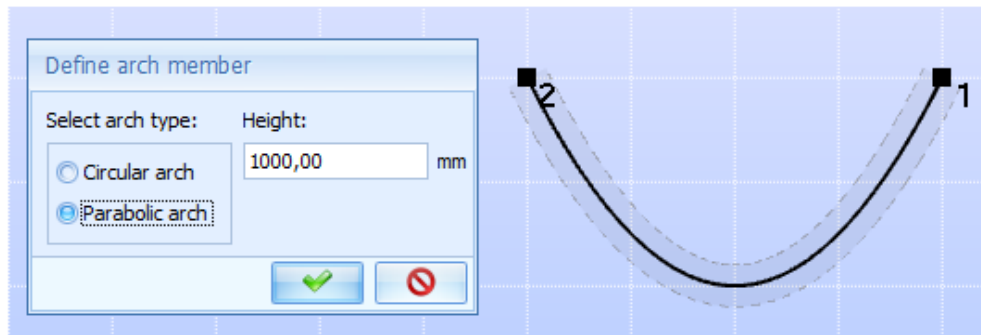 Define arch member
Select arch type:
Height:
Circular arch
1000,00
mm
Parabolic arch
2
1